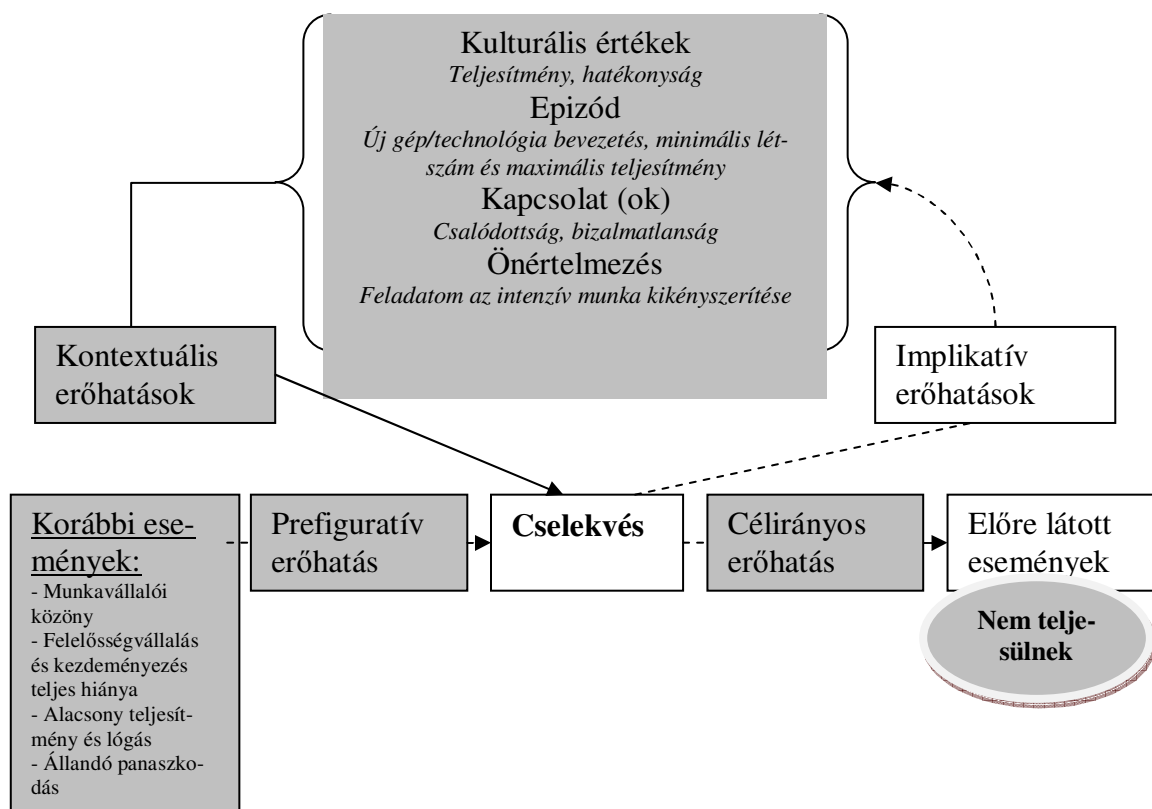 Kulturális értékek
Teljesítmény, hatékonyság
Epizód
Új gép/technológia bevezetés, minimális lét-
szám és maximális teljesítmény
Kapcsolat (ok)
Csalódottság, bizalmatlanság
Önértelmezés
Feladatom az intenzív munka kikényszerítése
Kontextuális
erőhatások
Implikatív
erőhatások
Korábbi ese-
mények:
- Munkavállalói
közöny
- Felelősségvállalás
és kezdeményezés
teljes hiánya
- Alacsony teljesít-
mény és lógás
- Állandó panaszko-
dás
Prefiguratív
erőhatás
Cselekvés
Célirányos
erőhatás
Előre látott
események
Nem telje-
sülnek